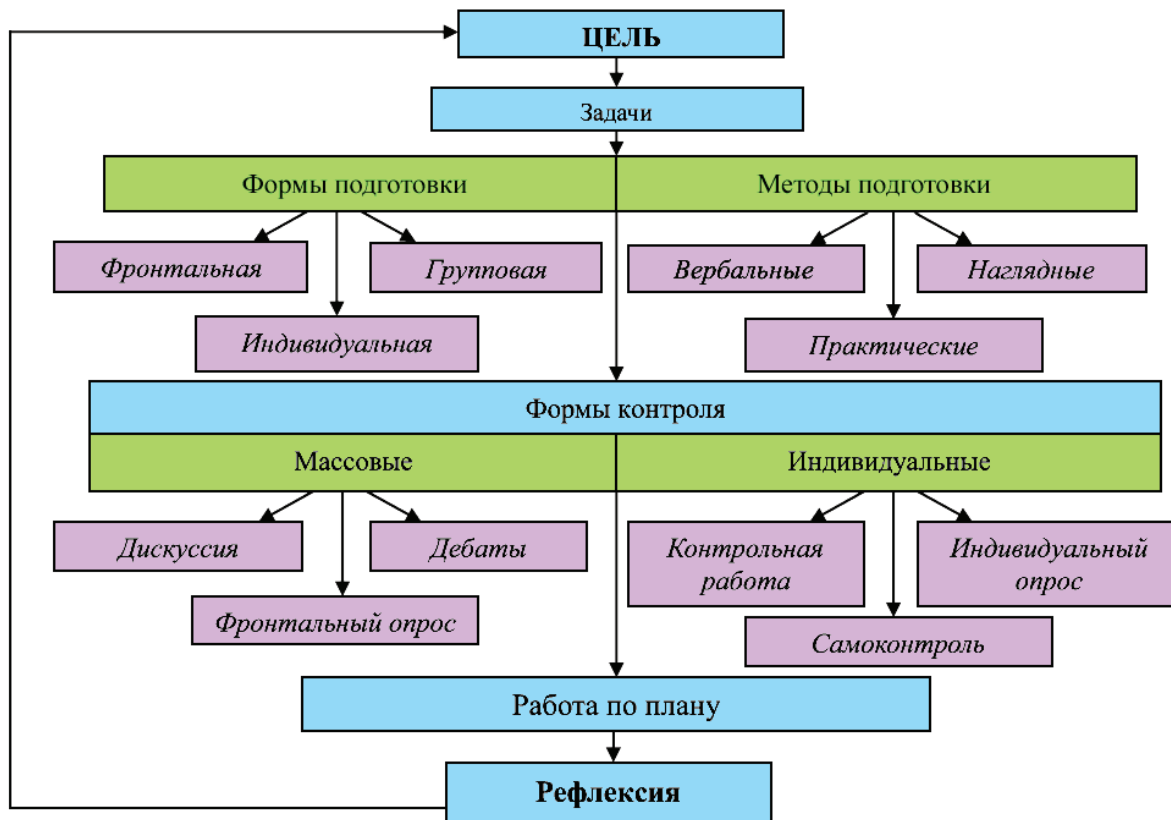 ЦЕЛЬ
Задачи
Формы подготовки
Методы подготовки
Фронтальная
Групповая
Вербальные
Наглядные
Индивидуальная
Практические
Формы контроля
Массовые
Индивидуальные
Дискуссия
Дебаты
Контрольная
работа
Индивидуальный
опрос
Фронтальный опрос
Самоконтроль
Работа по плану
Рефлексия